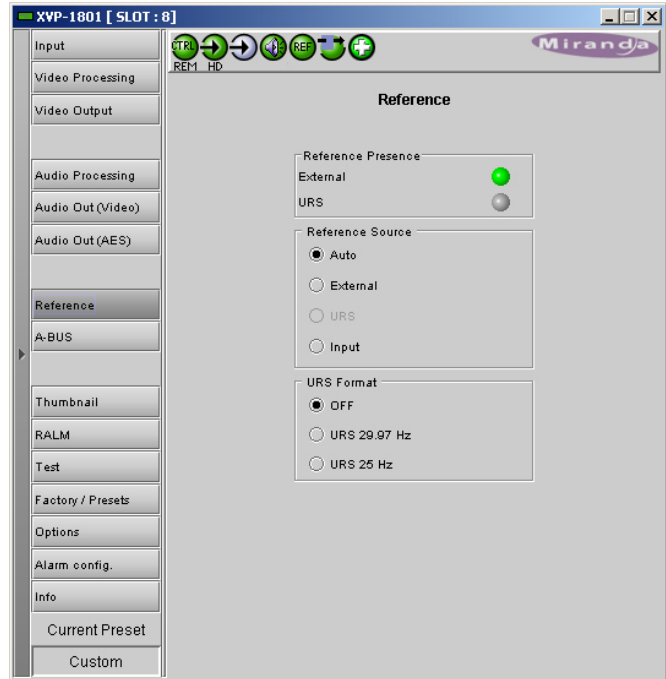 XVP-1801 [ SLOT : 8]
Input
Video Processing
Video Output
Audio Processing
Audio Out (Video)
Audio Out (AES)
Reference
A-BUS
Thumbnail
RALM
Test
Factory / Presets
Options
Alarm config.
Info
Current Preset
Custom
CTRL
REF
REM HD
Miranda
Reference
Reference Presence
External
URS
Reference Source
Auto
External
URS
Input
URS Format
OFF
URS 29.97 Hz
URS 25 Hz